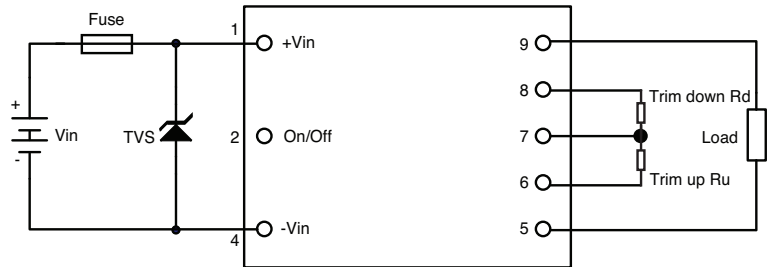 Fuse
1
+Vin
9
8
Trim down Rd
+
Vin
-
TVS
2
On/Off
7
Load
6
Trim up Ru
4
-Vin
5